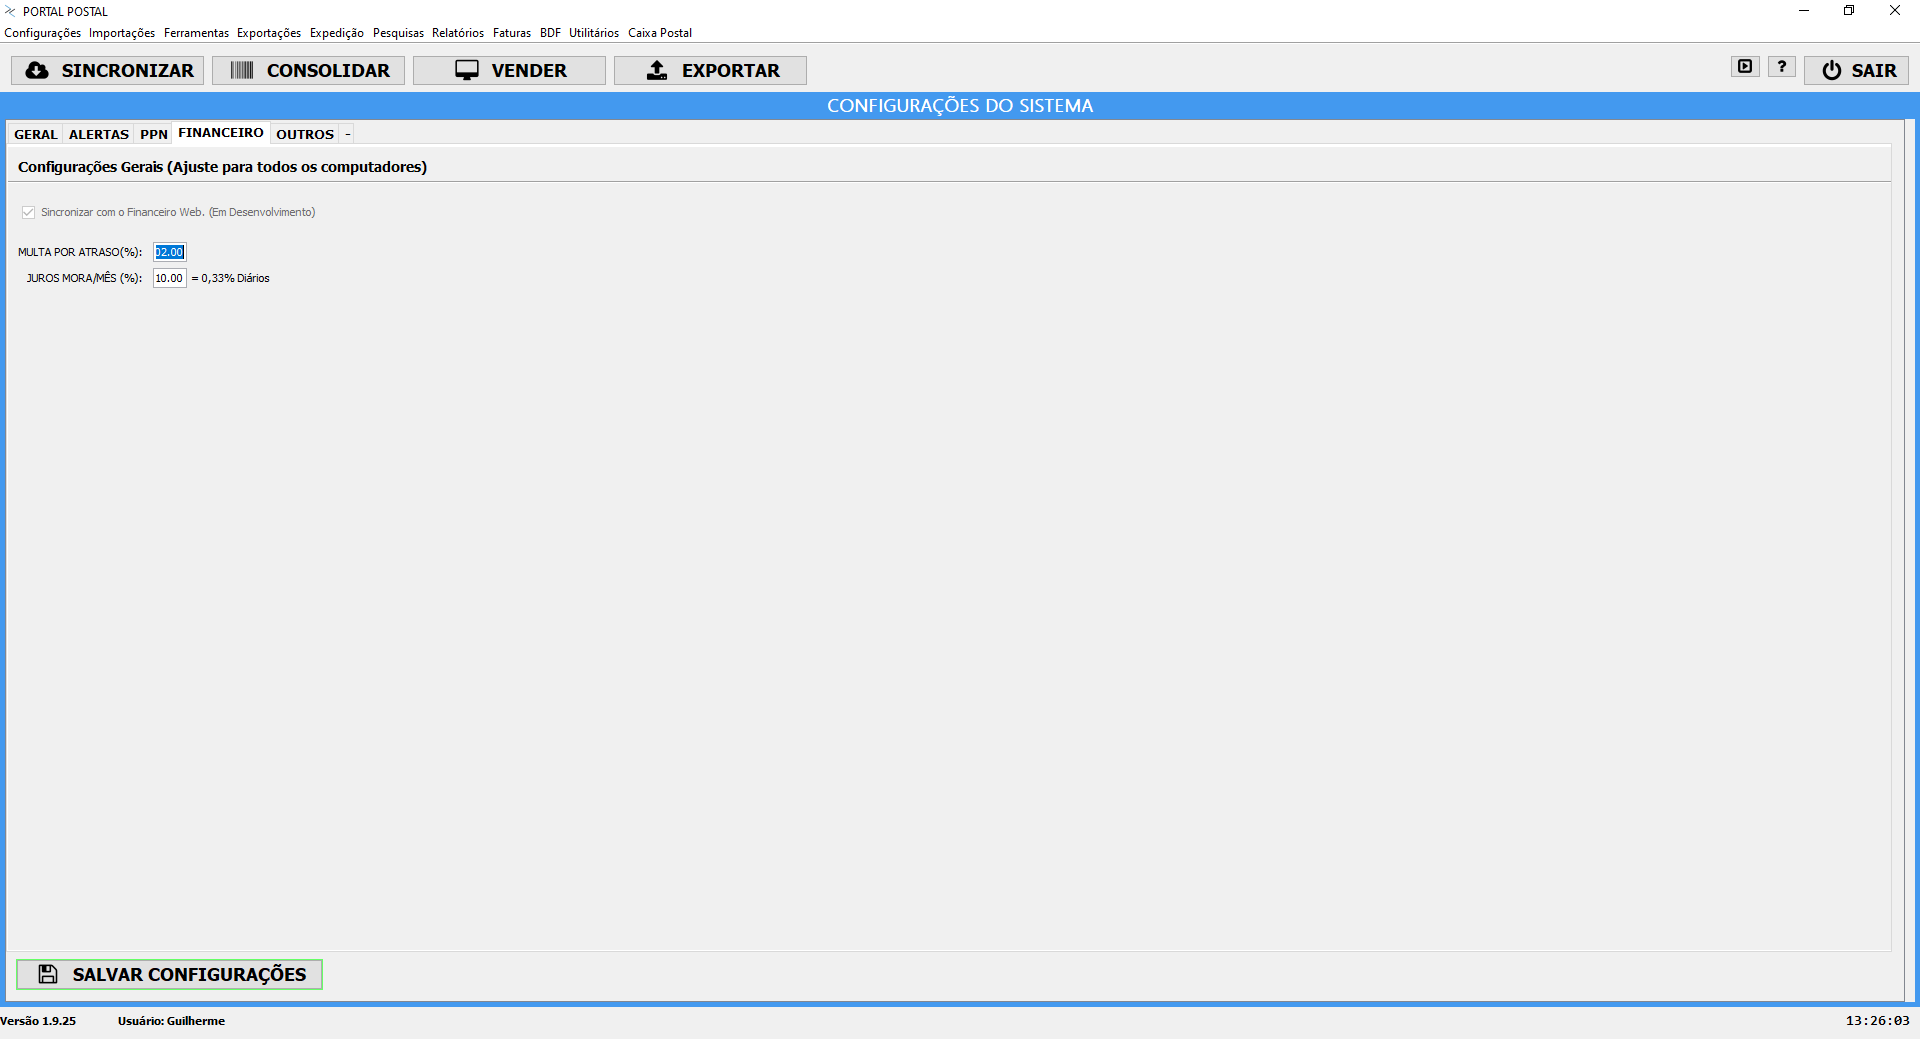 PORTAL POSTAL
Configurações Importações Ferramentas Exportações Expedição Pesquisas Relatórios Faturas BDF Utilitários Caixa Postal
SINCRONIZAR CONSOLIDAR VENDER EXPORTAR ? SAIR
CONFIGURAÇÕES DO SISTEMA
GERAL ALERTAS PPN FINANCEIRO OUTROS -
Configurações Gerais (Ajuste para todos os computadores)
Sincronizar com o Financeiro Web. (Em Desenvolvimento)
MULTA POR ATRASO(%): 02.00
JUROS MORA/MÊS (%): 10.00 = 0,33% Diários
SALVAR CONFIGURAÇÕES
Versão 1.9.25 Usuário: Guilherme 13:26:03